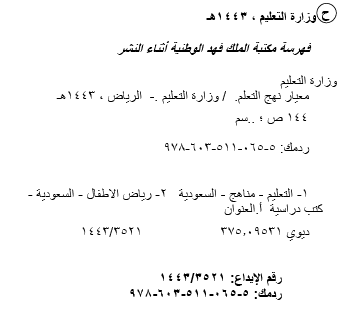 ح وزارة التعليم ، ١٤٤٣هـ
فهرسة مكتبة الملك فهد الوطنية أثناء النشر
وزارة التعليم
معيار نهج التعلم. / وزارة التعليم .- الرياض ، ١٤٤٣هـ
١٤٤ ص ؛ ..سم
ردمك: ٥-٠٦٥-٥١١-٦٠٣-٩٧٨
١- التعليم - مناهج - السعودية ٢- رياض الاطفال - السعودية -
كتب دراسية أ.العنوان
ديوي ٣٧٥,٠٩٥٣١ ١٤٤٣/٣٥٢١
رقم الإيداع: ١٤٤٣/٣٥٢١
ردمك: ٥-٠٦٥-٥١١-٦٠٣-٩٧٨